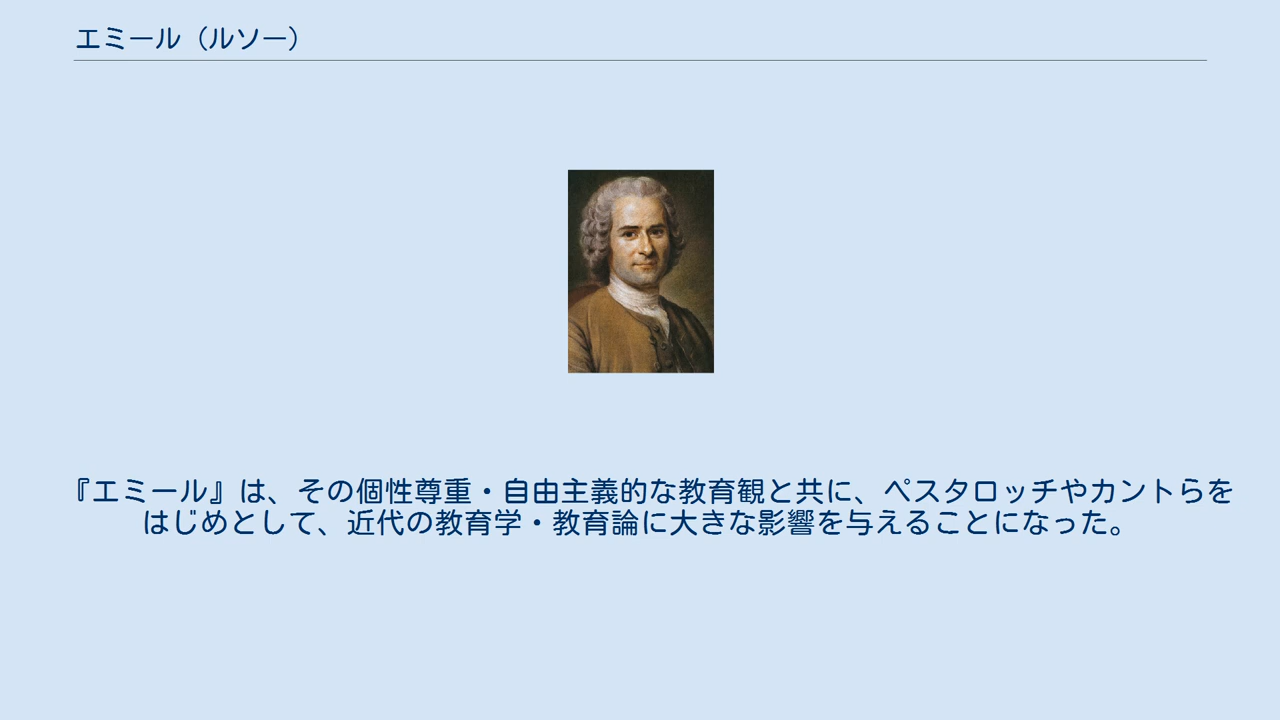 エミール（ルソー）
『エミール』は、その個性尊重・自由主義的な教育観と共に、ペスタロッチやカントらを
はじめとして、近代の教育学・教育論に大きな影響を与えることになった。